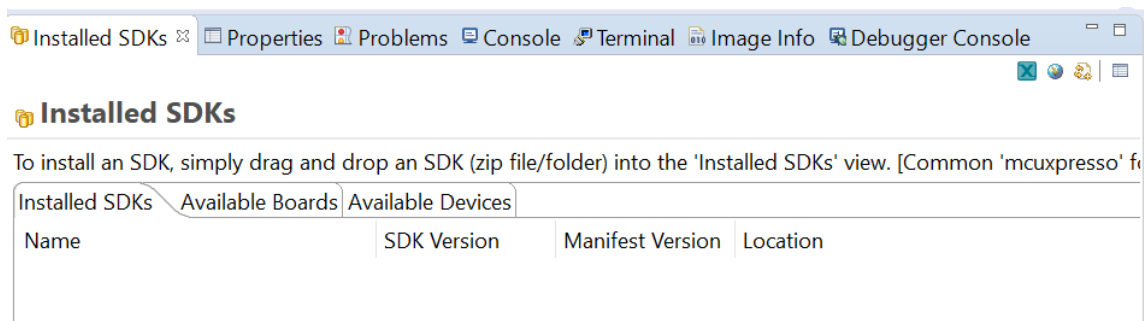 Installed SDKs Properties Problems Console Terminal Image Info Debugger Console
Installed SDKs
To install an SDK, simply drag and drop an SDK (zip file/folder) into the 'Installed SDKs' view. [Common 'mcuxpresso'
Installed SDKs Available Boards Available Devices
Name SDK Version Manifest Version Location